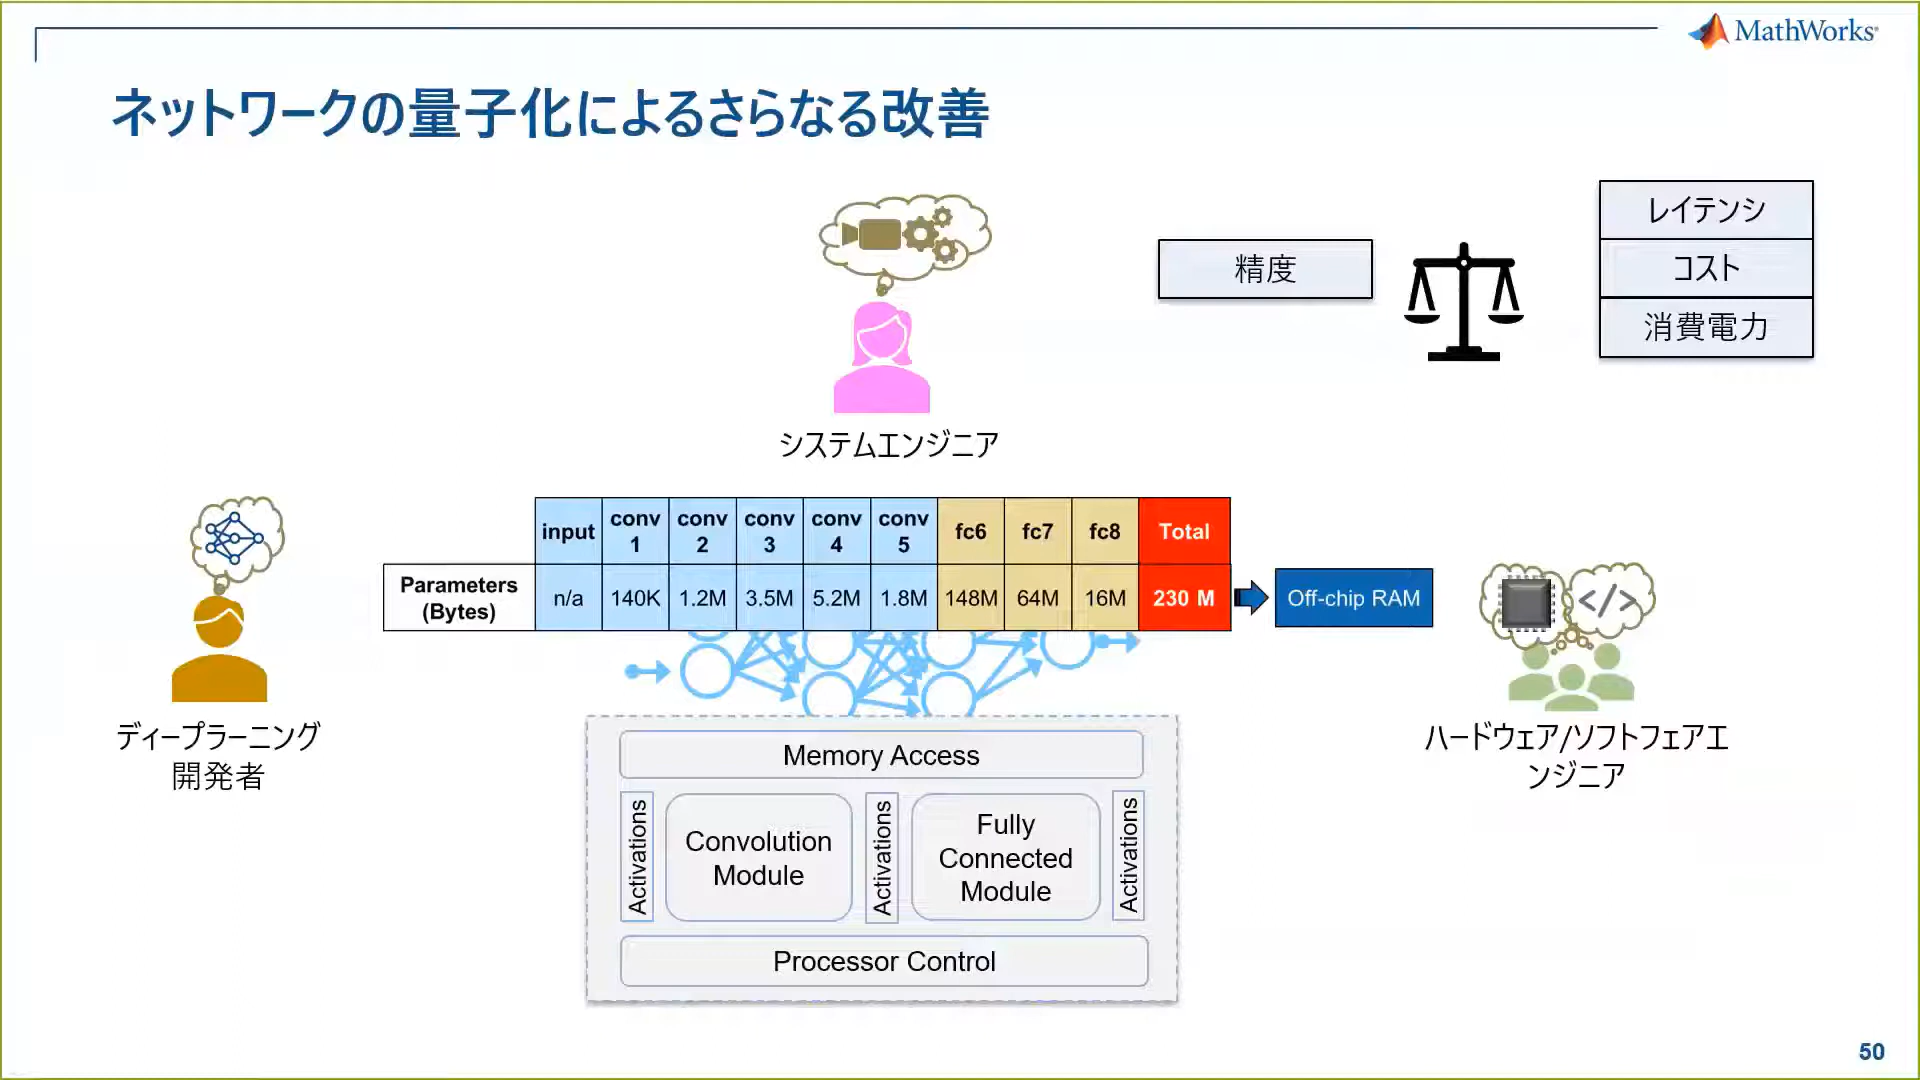 MathWorks®
ネットワークの量子化によるさらなる改善
レイテンシ
精度
コスト
消費電力
システムエンジニア
input conv 1 conv 2 conv 3 conv 4 conv 5 fc6 fc7 fc8 Total
Parameters (Bytes) n/a 140K 1.2M 3.5M 5.2M 1.8M 148M 64M 16M 230 M
Off-chip RAM
</>
ディープラーニング
開発者
ハードウェア/ソフトフェアエ
ンジニア
Memory Access
Activations
Convolution
Module
Activations
Fully
Connected
Module
Activations
Processor Control
50